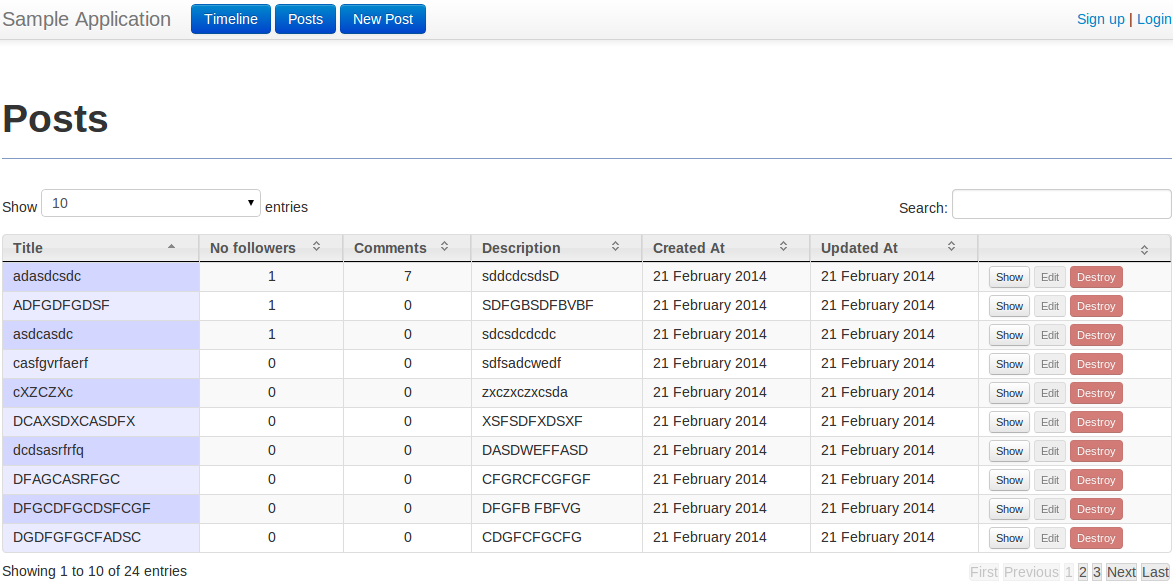 Sample Application Timeline Posts New Post Sign up | Login
Posts
Show 10 entries Search:
Title No followers Comments Description Created At Updated At
adasdcsdc 1 7 sddcdcsdsD 21 February 2014 21 February 2014 Show Edit Destroy
ADFGDFGDSF 1 0 SDFGBSDFBVBF 21 February 2014 21 February 2014 Show Edit Destroy
asdcasdc 1 0 sdcsdcdcdc 21 February 2014 21 February 2014 Show Edit Destroy
casfgvrfaerf 0 0 sdfsadcwedf 21 February 2014 21 February 2014 Show Edit Destroy
cXZCZXc 0 0 zxczxczxcsda 21 February 2014 21 February 2014 Show Edit Destroy
DCAXSDXCASDFX 0 0 XSFSDFXDSXF 21 February 2014 21 February 2014 Show Edit Destroy
dcdsasrfrfq 0 0 DASDWEFFASD 21 February 2014 21 February 2014 Show Edit Destroy
DFAGCASRFGC 0 0 CFGRCFCGFGF 21 February 2014 21 February 2014 Show Edit Destroy
DFGCDFGCDSFCGF 0 0 DFGFB FBFVG 21 February 2014 21 February 2014 Show Edit Destroy
DGDFGFGCFADSC 0 0 CDGFCFGCFG 21 February 2014 21 February 2014 Show Edit Destroy
Showing 1 to 10 of 24 entries First Previous 1 2 3 Next Last